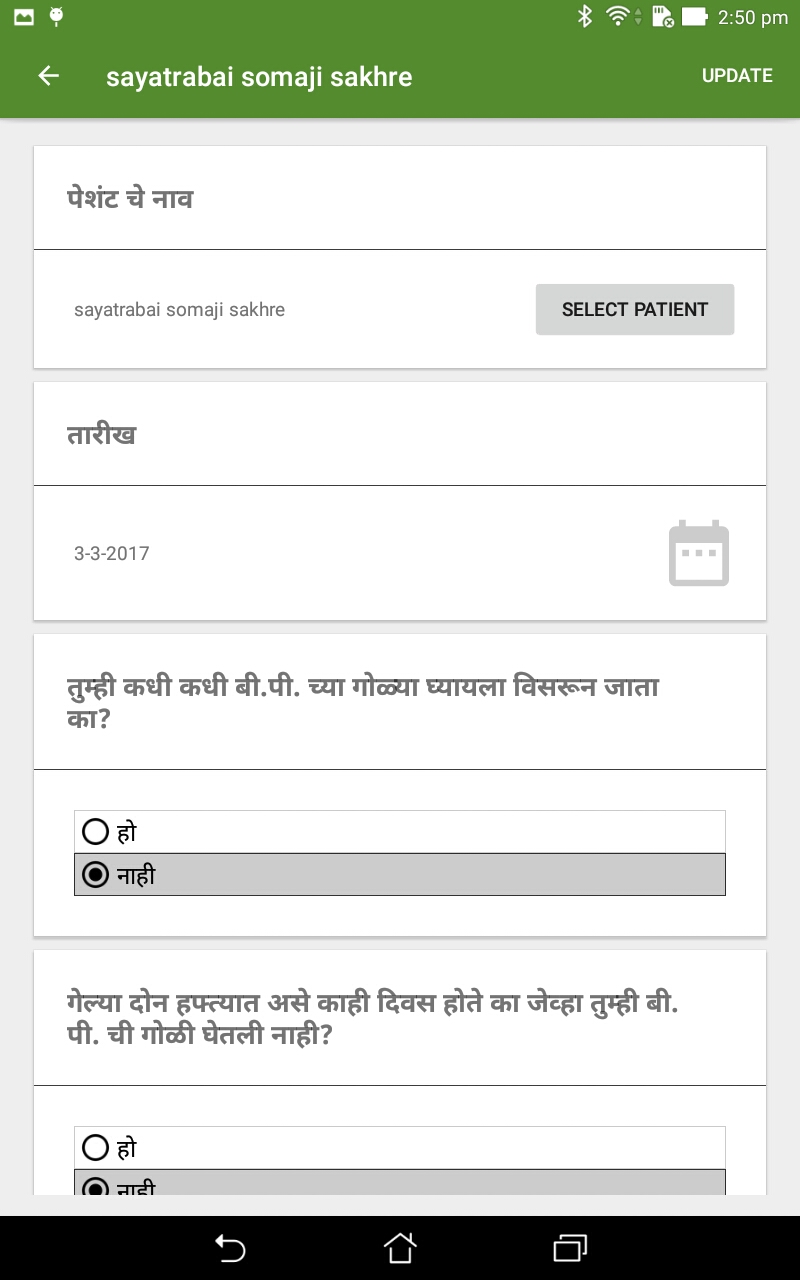 2:50 pm
sayatrabai somaji sakhre UPDATE
पेशंट चे नाव
sayatrabai somaji sakhre SELECT PATIENT
तारीख
3-3-2017
तुम्ही कधी कधी बी.पी. च्या गोळ्या घ्यायला विसरून जाता
का?
हो
नाही
गेल्या दोन हफ्त्यात असे काही दिवस होते का जेव्हा तुम्ही बी.
पी. ची गोळी घेतली नाही?
हो
नाही